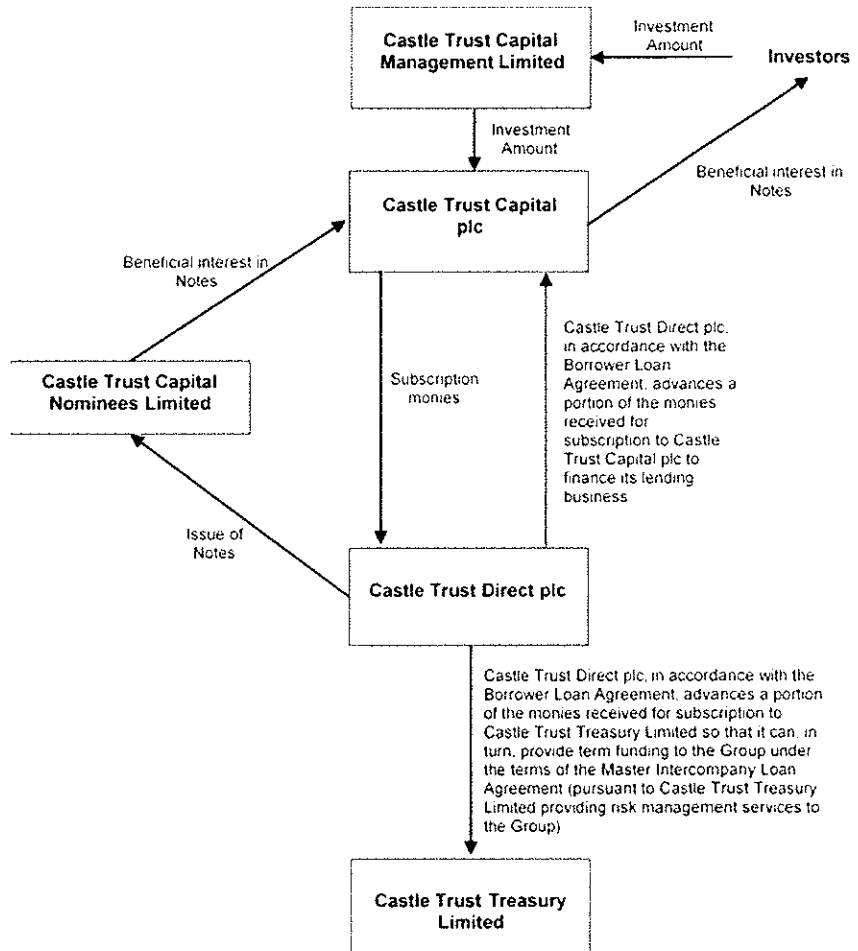 Castle Trust Capital
Management Limited
Investment
Amount
Investors
Investment
Amount
Beneficial interest in
Notes
Castle Trust Capital
plc
Beneficial interest in
Notes
Castle Trust Capital
Nominees Limited
Subscription
monies
Castle Trust Direct plc,
in accordance with the
Borrower Loan
Agreement, advances a
portion of the monies
received for
subscription to Castle
Trust Capital plc to
finance its lending
business
Issue of
Notes
Castle Trust Direct plc
Castle Trust Direct plc, in accordance with the
Borrower Loan Agreement, advances a portion
of the monies received for subscription to
Castle Trust Treasury Limited so that it can, in
turn, provide term funding to the Group under
the terms of the Master Intercompany Loan
Agreement (pursuant to Castle Trust Treasury
Limited providing risk management services to
the Group)
Castle Trust Treasury
Limited